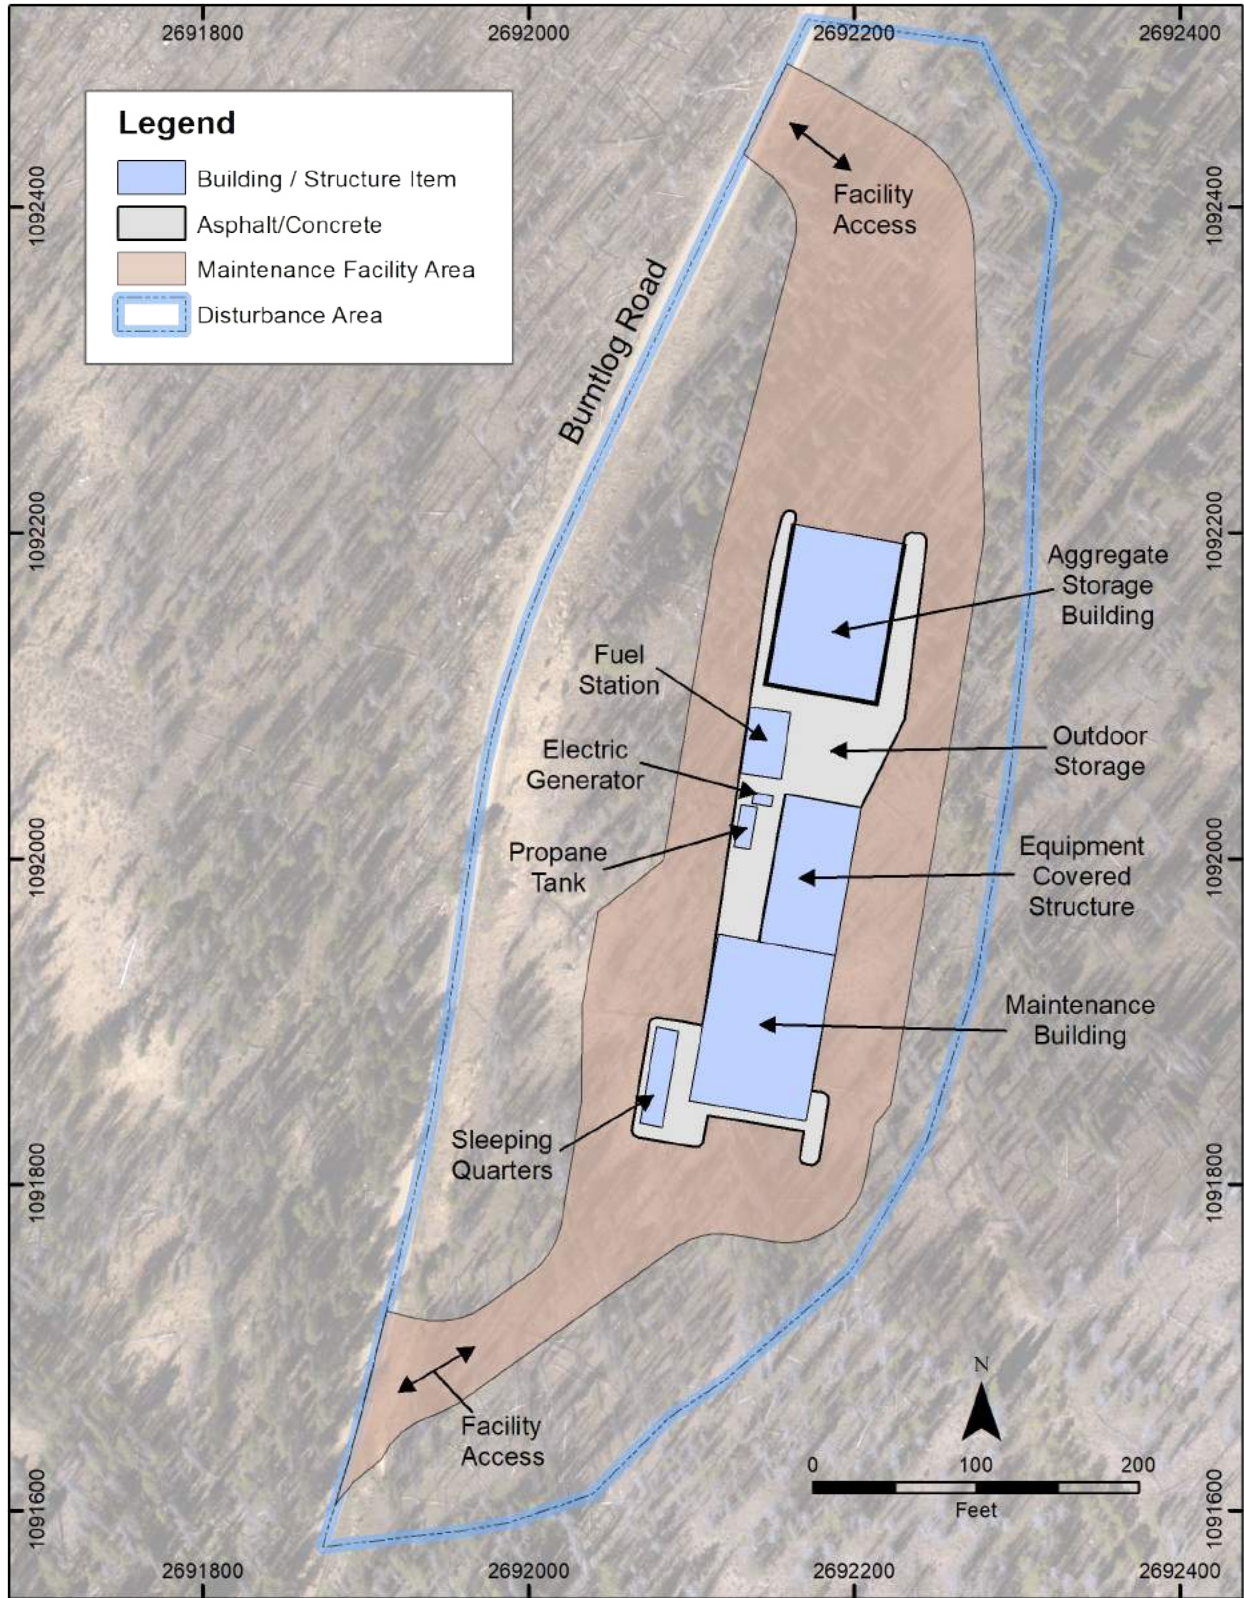 2691800
2692000
2692200
2692400
Legend
Building / Structure Item
Asphalt/Concrete
Maintenance Facility Area
Disturbance Area
1092400
1092400
Facility
Access
Burntlog Road
1092200
1092200
Aggregate
Storage
Building
Fuel
Station
Electric
Generator
Outdoor
Storage
Propane
Tank
1092000
1092000
Equipment
Covered
Structure
Maintenance
Building
Sleeping
Quarters
1091800
1091800
Facility
Access
N
0 100 200
Feet
1091600
1091600
2691800
2692000
2692200
2692400